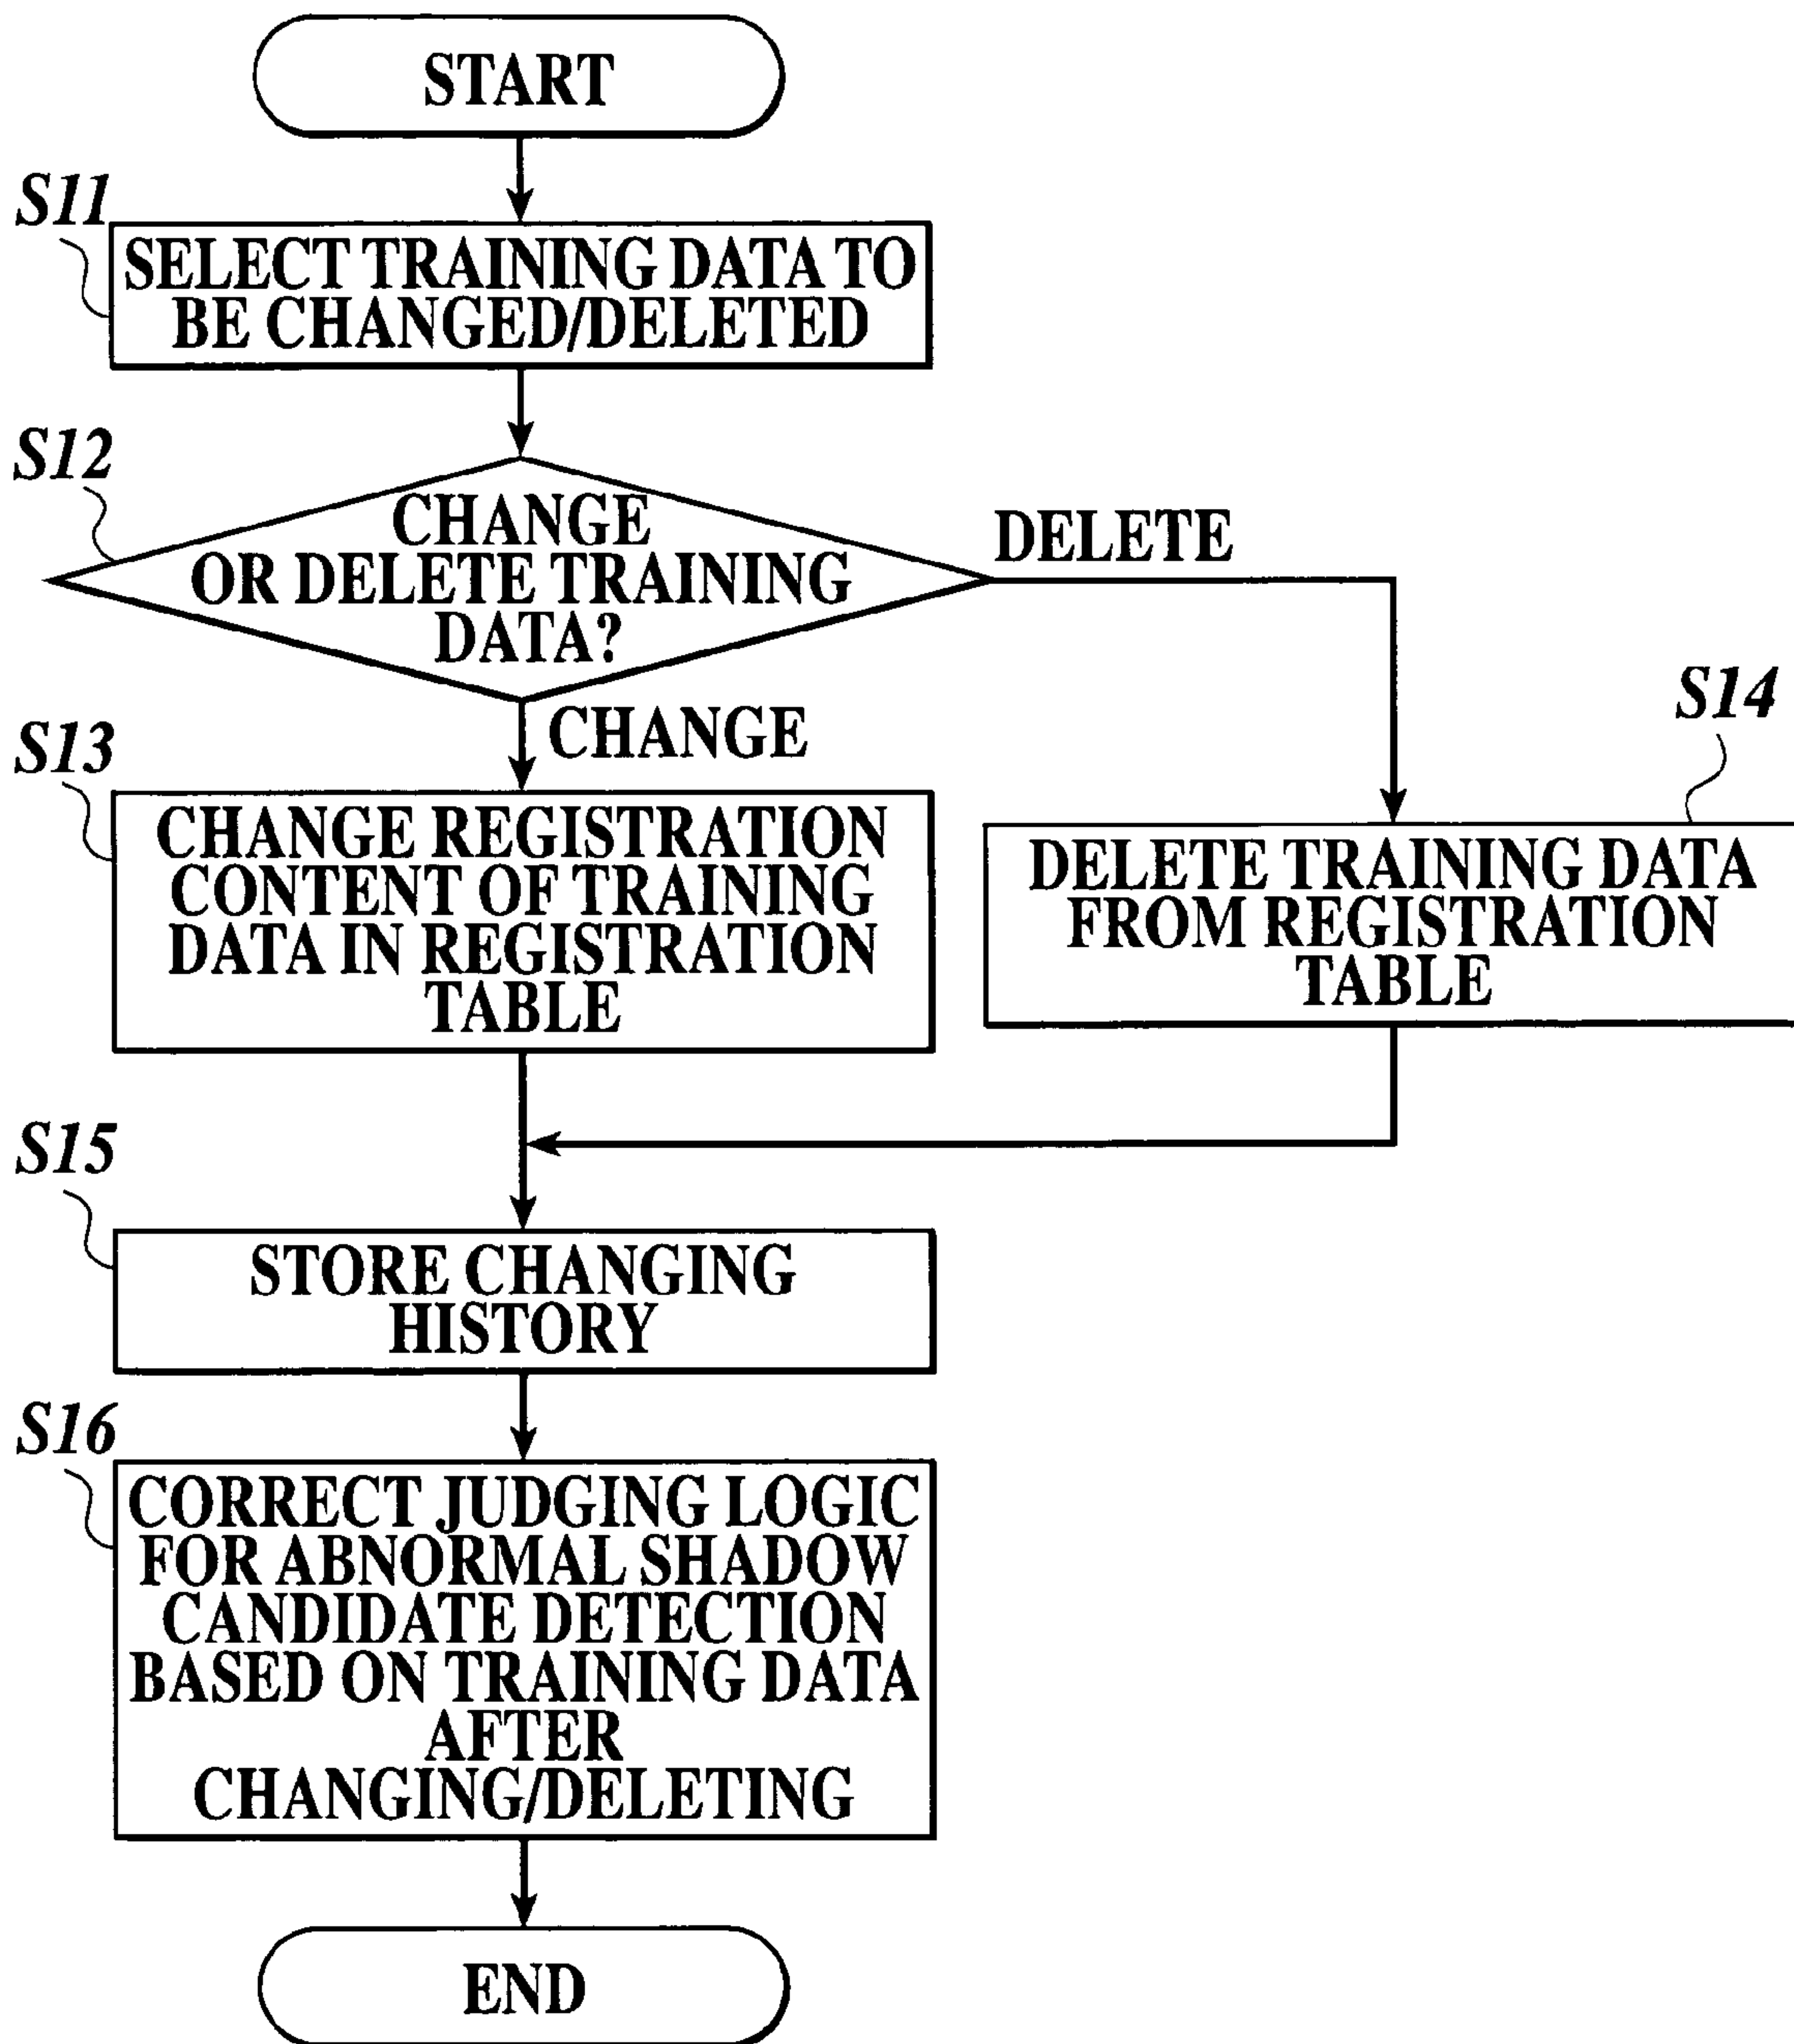 START
S11
SELECT TRAINING DATA TO
BE CHANGED/DELETED
S12
CHANGE
OR DELETE TRAINING
DATA?
DELETE
CHANGE
S13
CHANGE REGISTRATION
CONTENT OF TRAINING
DATA IN REGISTRATION
TABLE
S14
DELETE TRAINING DATA
FROM REGISTRATION
TABLE
S15
STORE CHANGING
HISTORY
S16
CORRECT JUDGING LOGIC
FOR ABNORMAL SHADOW
CANDIDATE DETECTION
BASED ON TRAINING DATA
AFTER
CHANGING/DELETING
END